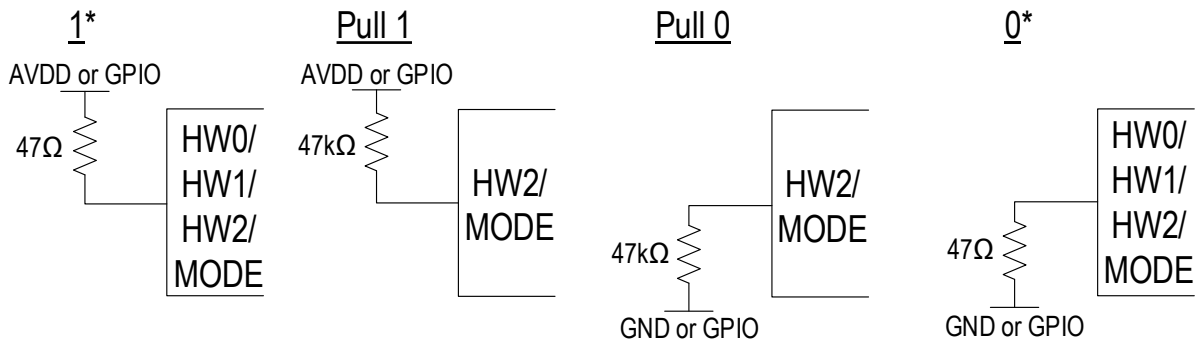 1*
AVDD or GPIO
47Ω
HW0/
HW1/
HW2/
MODE
Pull 1
AVDD or GPIO
47kΩ
HW2/
MODE
Pull 0
HW2/
MODE
47kΩ
GND or GPIO
0*
HW0/
HW1/
HW2/
MODE
47Ω
GND or GPIO